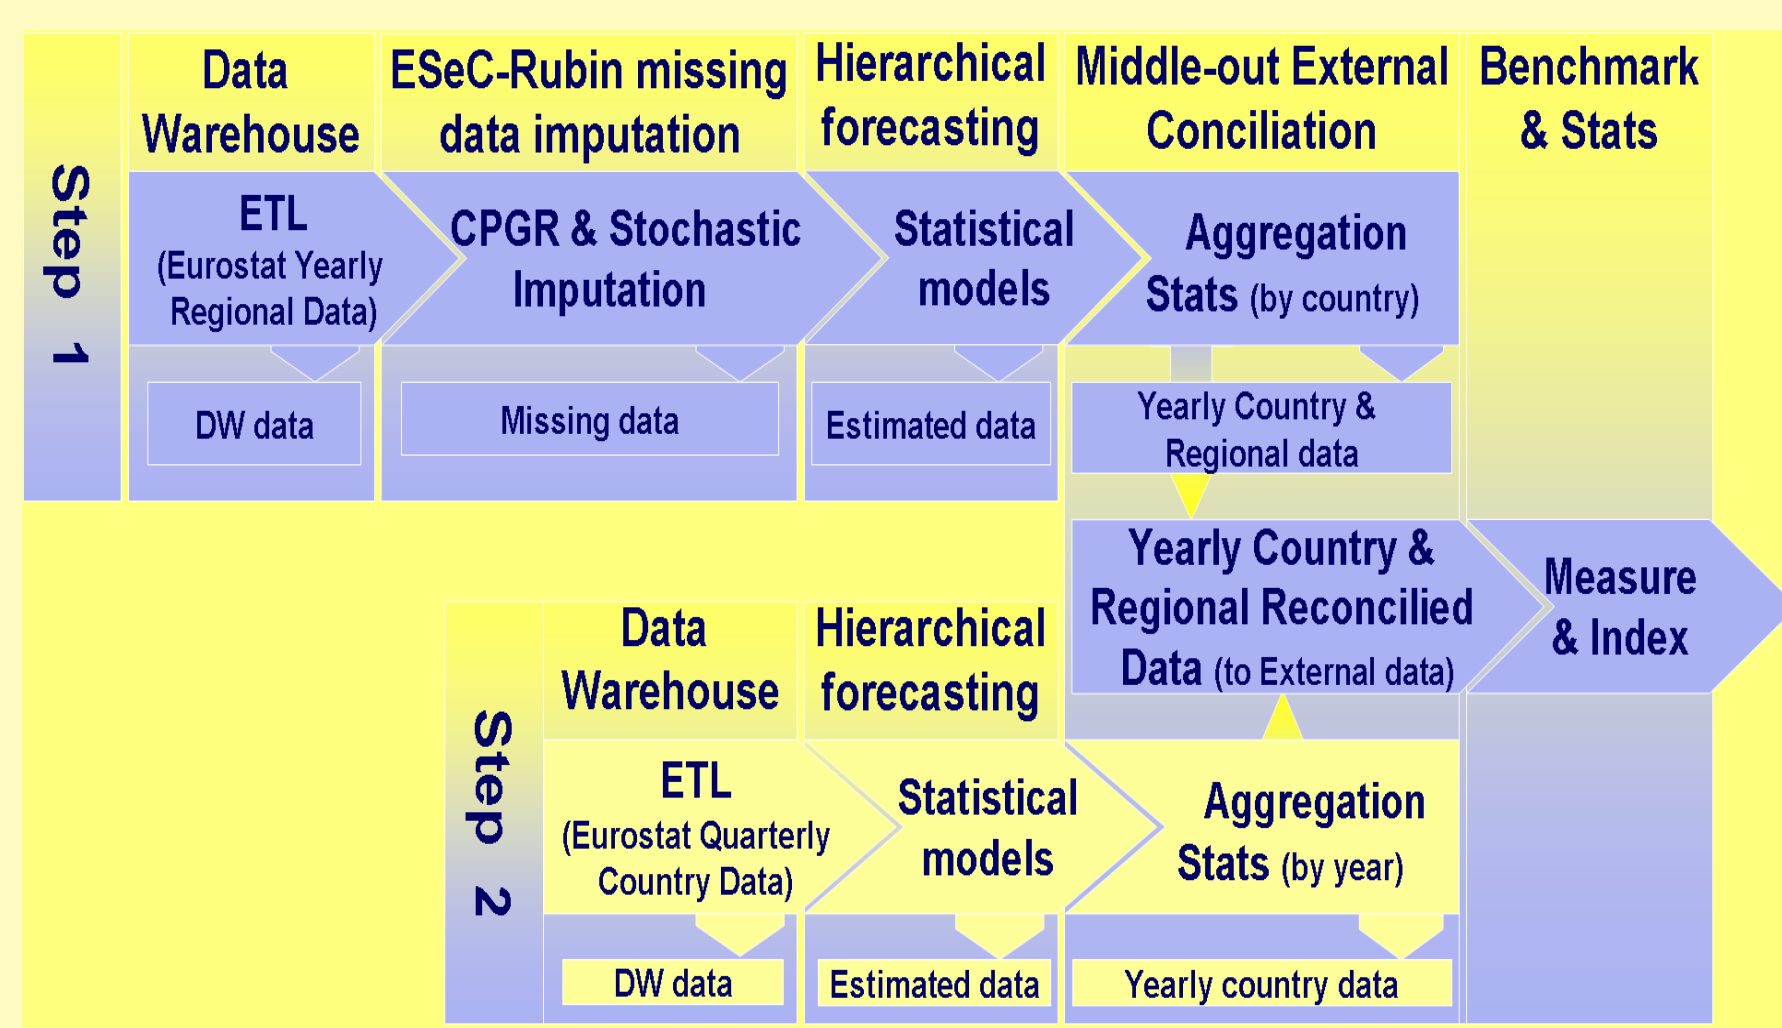 Data
Warehouse
ESeC-Rubin missing
data imputation
Hierarchical
forecasting
Middle-out External
Conciliation
Benchmark
& Stats
Step 1
ETL
(Eurostat Yearly
Regional Data)
CPGR & Stochastic
Imputation
Statistical
models
Aggregation
Stats (by country)
DW data
Missing data
Estimated data
Yearly Country &
Regional data
Yearly Country &
Regional Reconcilied
Data (to External data)
Measure
& Index
Step 2
Data
Warehouse
Hierarchical
forecasting
ETL
(Eurostat Quarterly
Country Data)
Statistical
models
Aggregation
Stats (by year)
DW data
Estimated data
Yearly country data